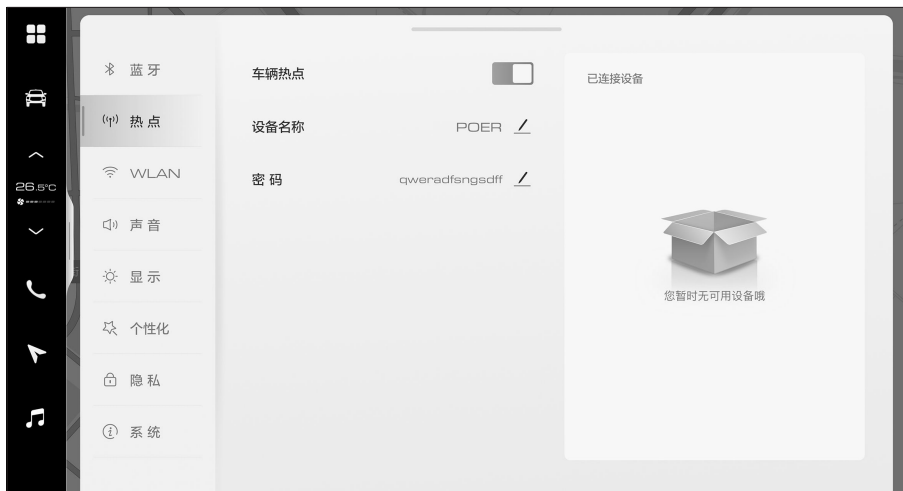 26.5°C
蓝牙
热点
WLAN
声音
显示
个性化
隐私
系统
车辆热点
设备名称
POER
密码
qweradfsngsdff
已连接设备
您暂时无可用设备哦